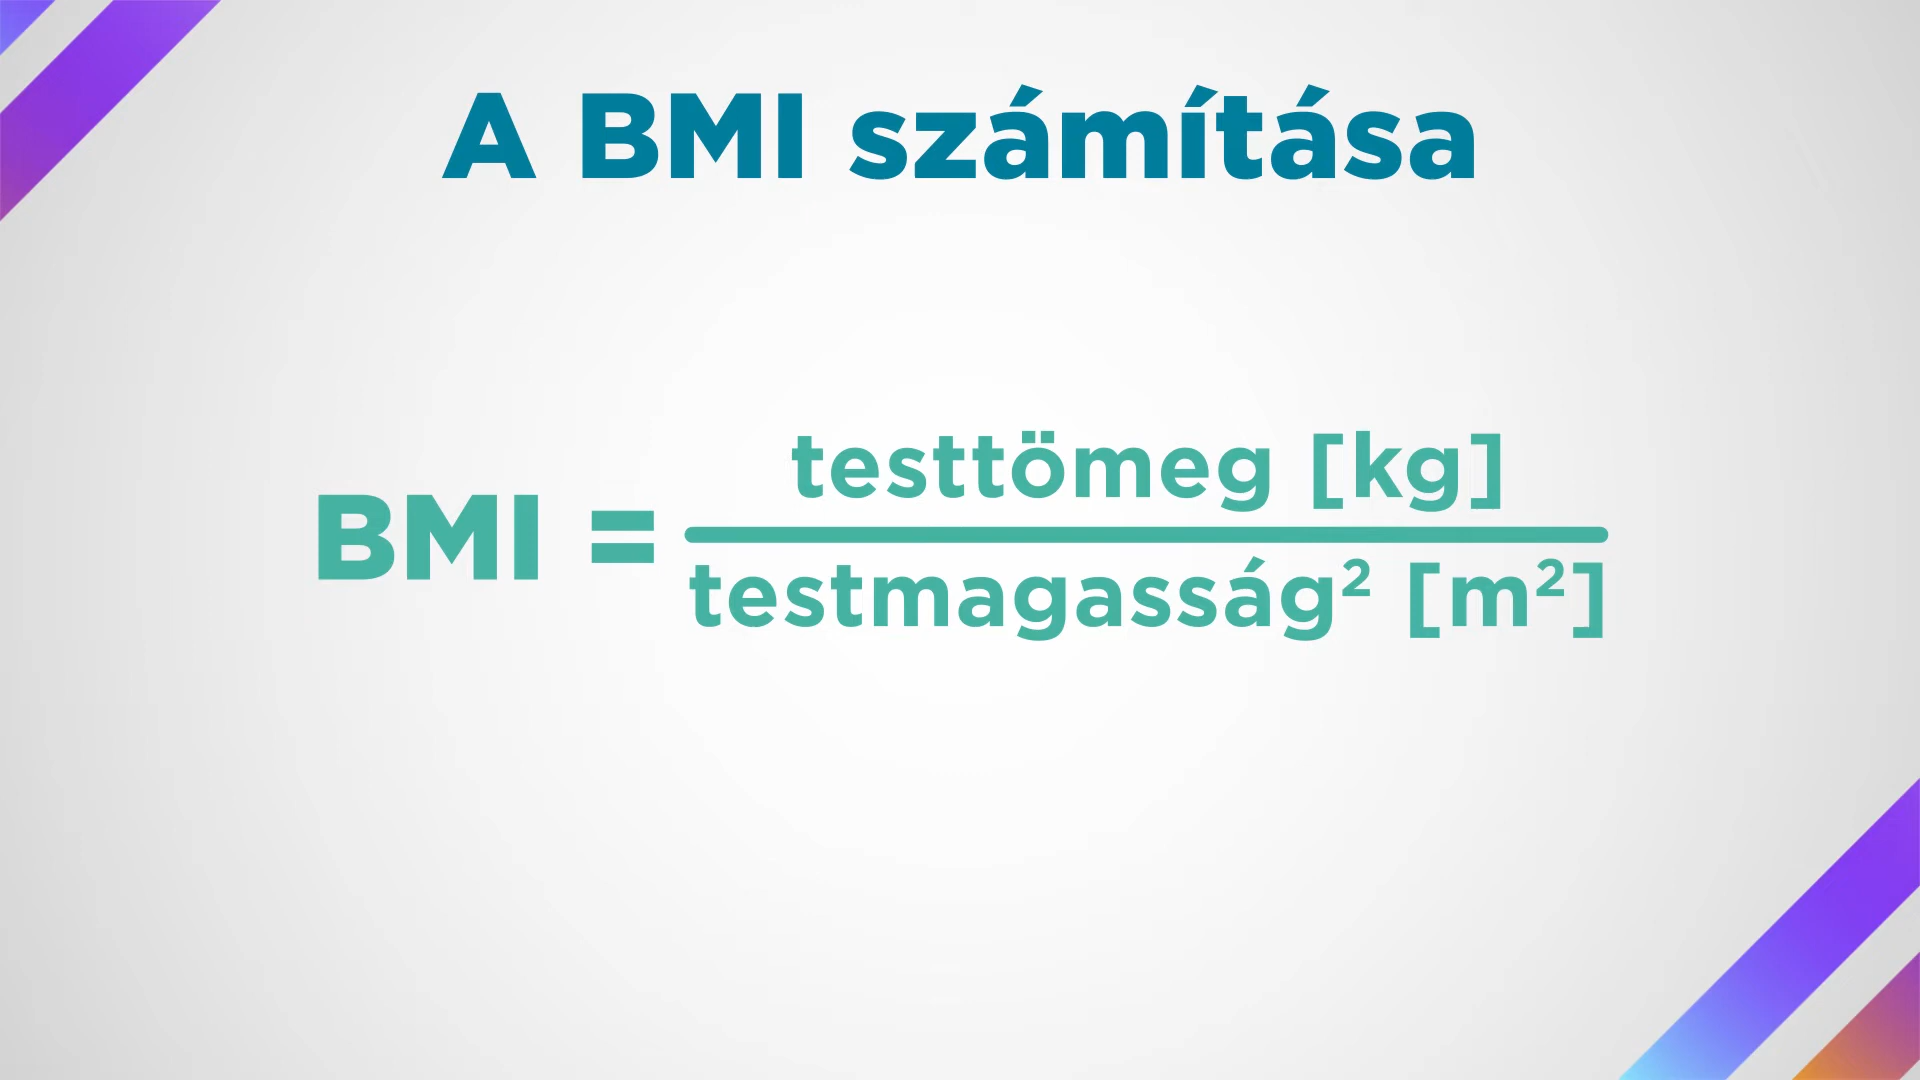 A BMI számítása
testtömeg [kg]
BMI =
testmagasság² [m²]